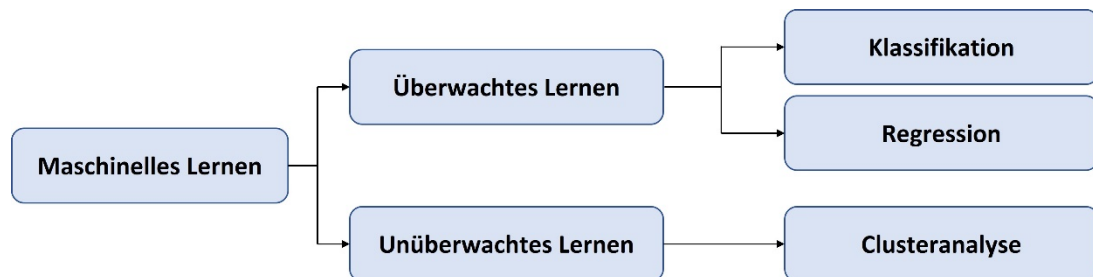 Klassifikation
Überwachtes Lernen
Regression
Maschinelles Lernen
Unüberwachtes Lernen
Clusteranalyse